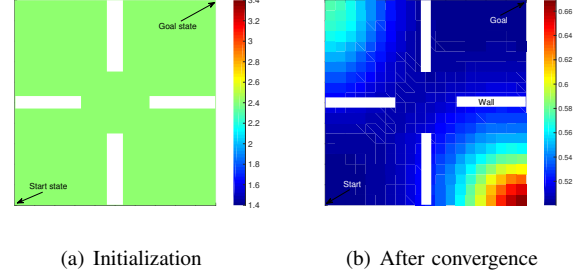 Goal state
Start state
3.4
3.2
3
2.8
2.6
2.4
2.2
2
1.8
1.6
1.4
Goal
Wall
Start
0.66
0.64
0.62
0.6
0.58
0.56
0.54
0.52
(a) Initialization
(b) After convergence